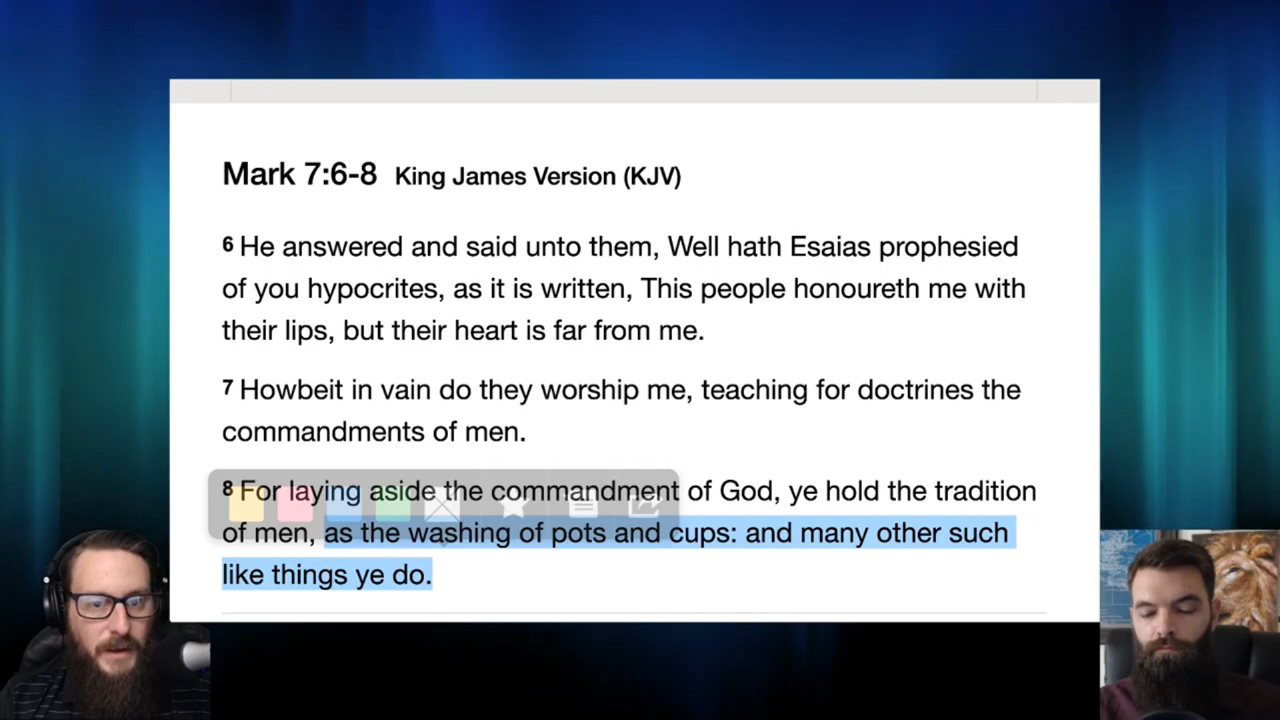 Mark 7:6-8 King James Version (KJV)
6 He answered and said unto them, Well hath Esaias prophesied
of you hypocrites, as it is written, This people honoureth me with
their lips, but their heart is far from me.
7 Howbeit in vain do they worship me, teaching for doctrines the
commandments of men.
8 For laying aside the commandment of God, ye hold the tradition
of men, as the washing of pots and cups: and many other such
like things ye do.